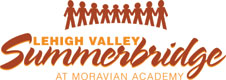 LEHIGH VALLEY
Summerbridge
AT MORAVIAN ACADEMY